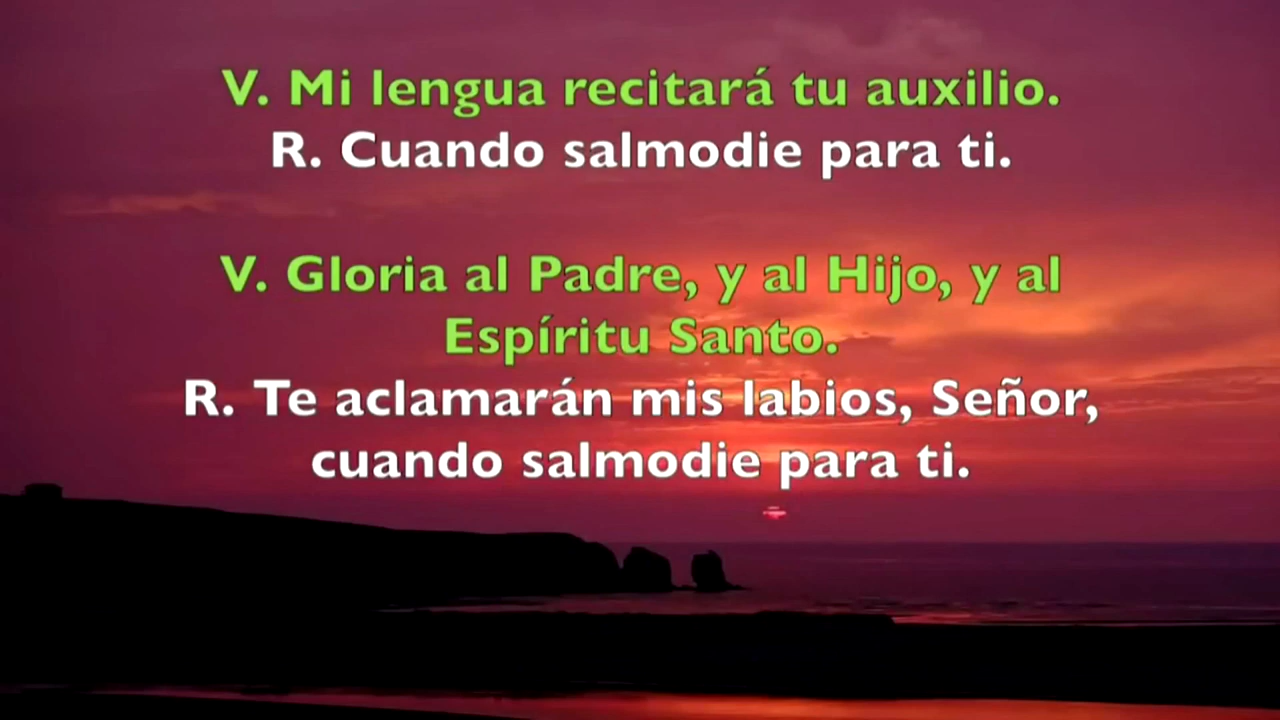 V. Mi lengua recitará tu auxilio.
R. Cuando salmodie para ti.
V. Gloria al Padre, y al Hijo, y al
Espíritu Santo.
R. Te aclamarán mis labios, Señor,
cuando salmodie para ti.